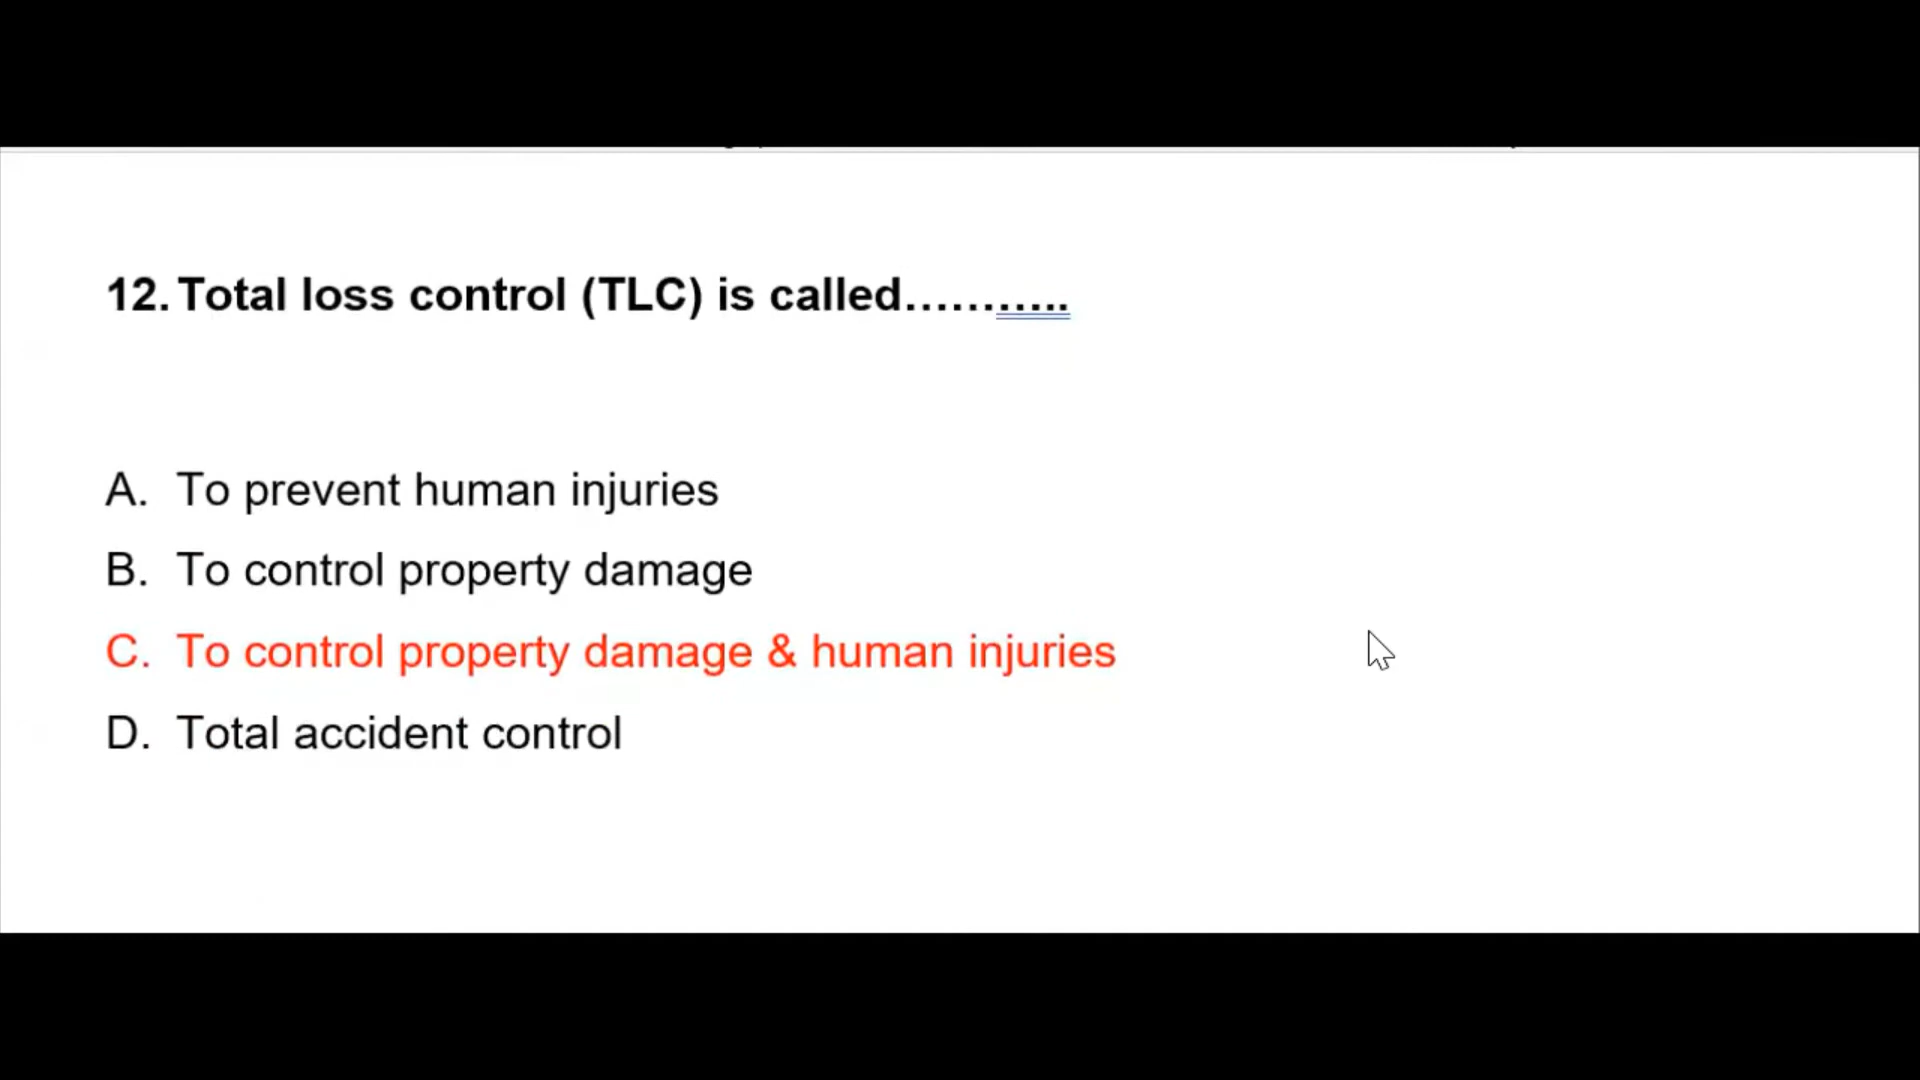 12. Total loss control (TLC) is called………..
A. To prevent human injuries
B. To control property damage
C. To control property damage & human injuries
D. Total accident control